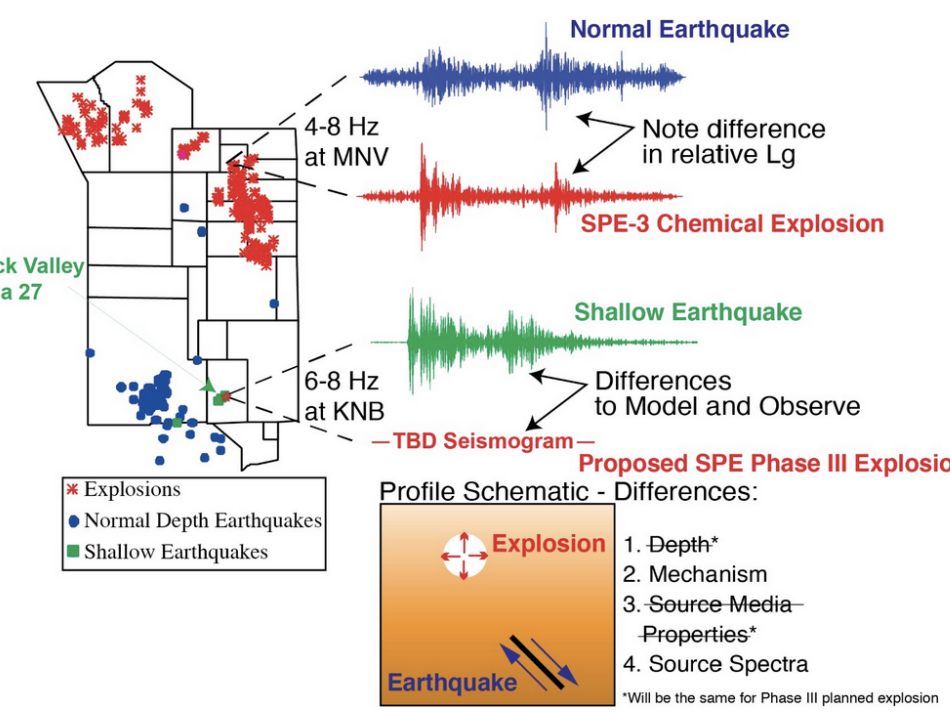 Normal Earthquake
4-8 Hz
at MNV
Note difference
in relative Lg
SPE-3 Chemical Explosion
ck Valley
a 27
Shallow Earthquake
6-8 Hz
at KNB
Differences
to Model and Observe
TBD Seismogram
Proposed SPE Phase III Explosio
Explosions
Normal Depth Earthquakes
Shallow Earthquakes
Profile Schematic - Differences:
Explosion
Earthquake
1. Depth*
2. Mechanism
3. Source Media
Properties*
4. Source Spectra
*Will be the same for Phase III planned explosion